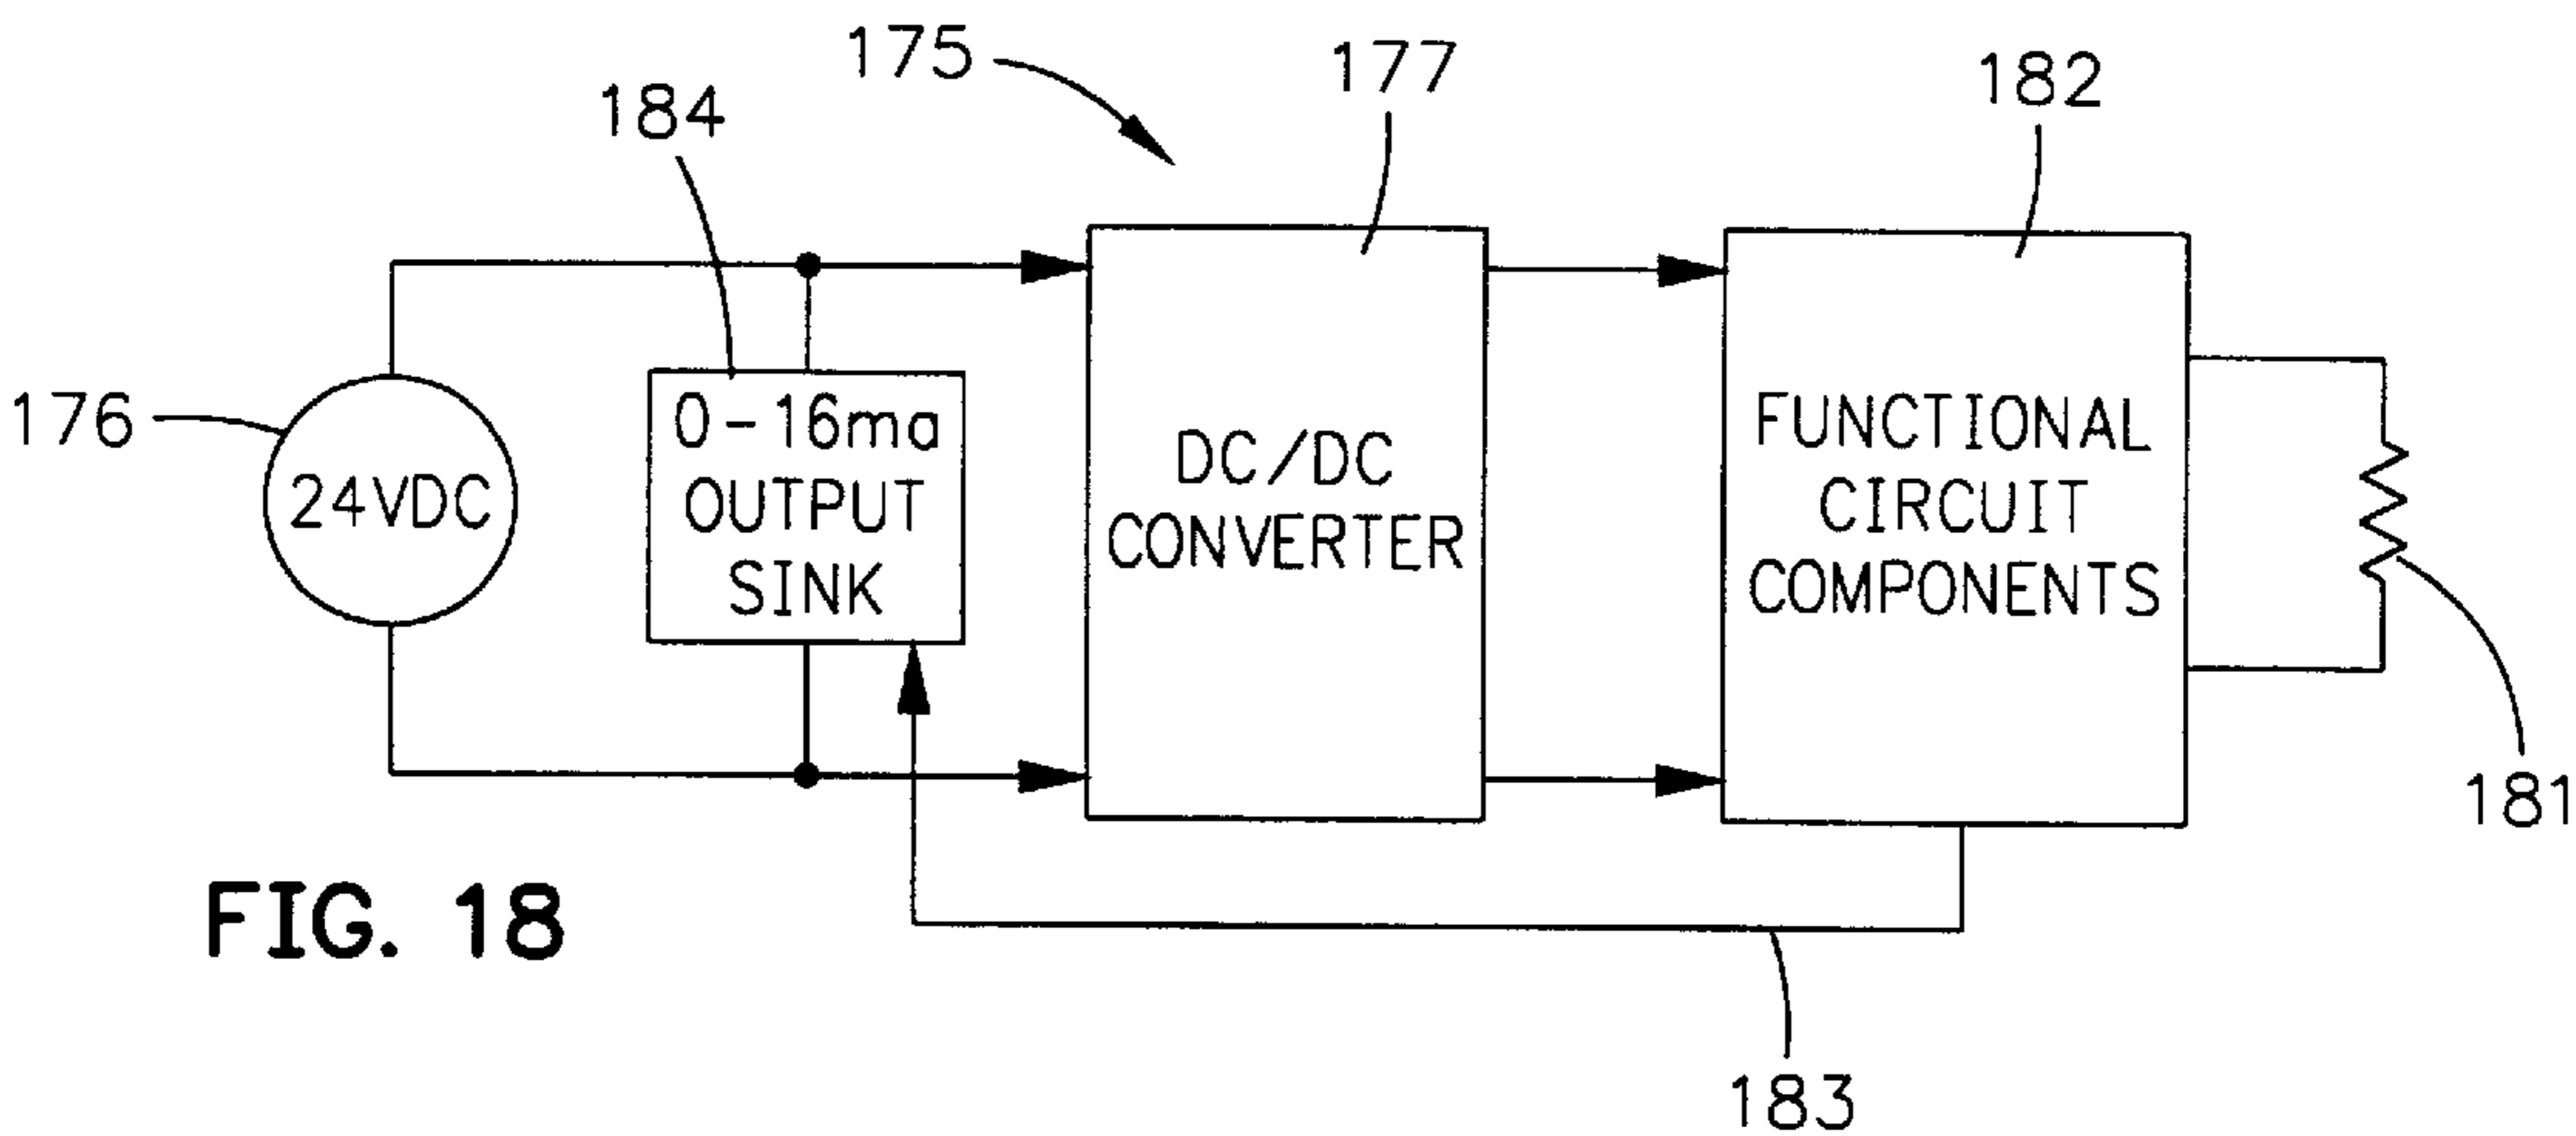 175
177
182
184
176
24VDC
0-16ma
OUTPUT
SINK
DC/DC
CONVERTER
FUNCTIONAL
CIRCUIT
COMPONENTS
181
FIG. 18
183